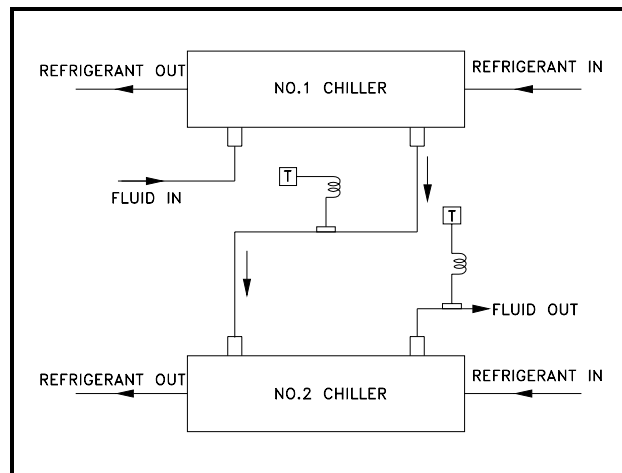 REFRIGERANT OUT
NO.1 CHILLER
REFRIGERANT IN
FLUID IN
T
T
FLUID OUT
REFRIGERANT OUT
NO.2 CHILLER
REFRIGERANT IN